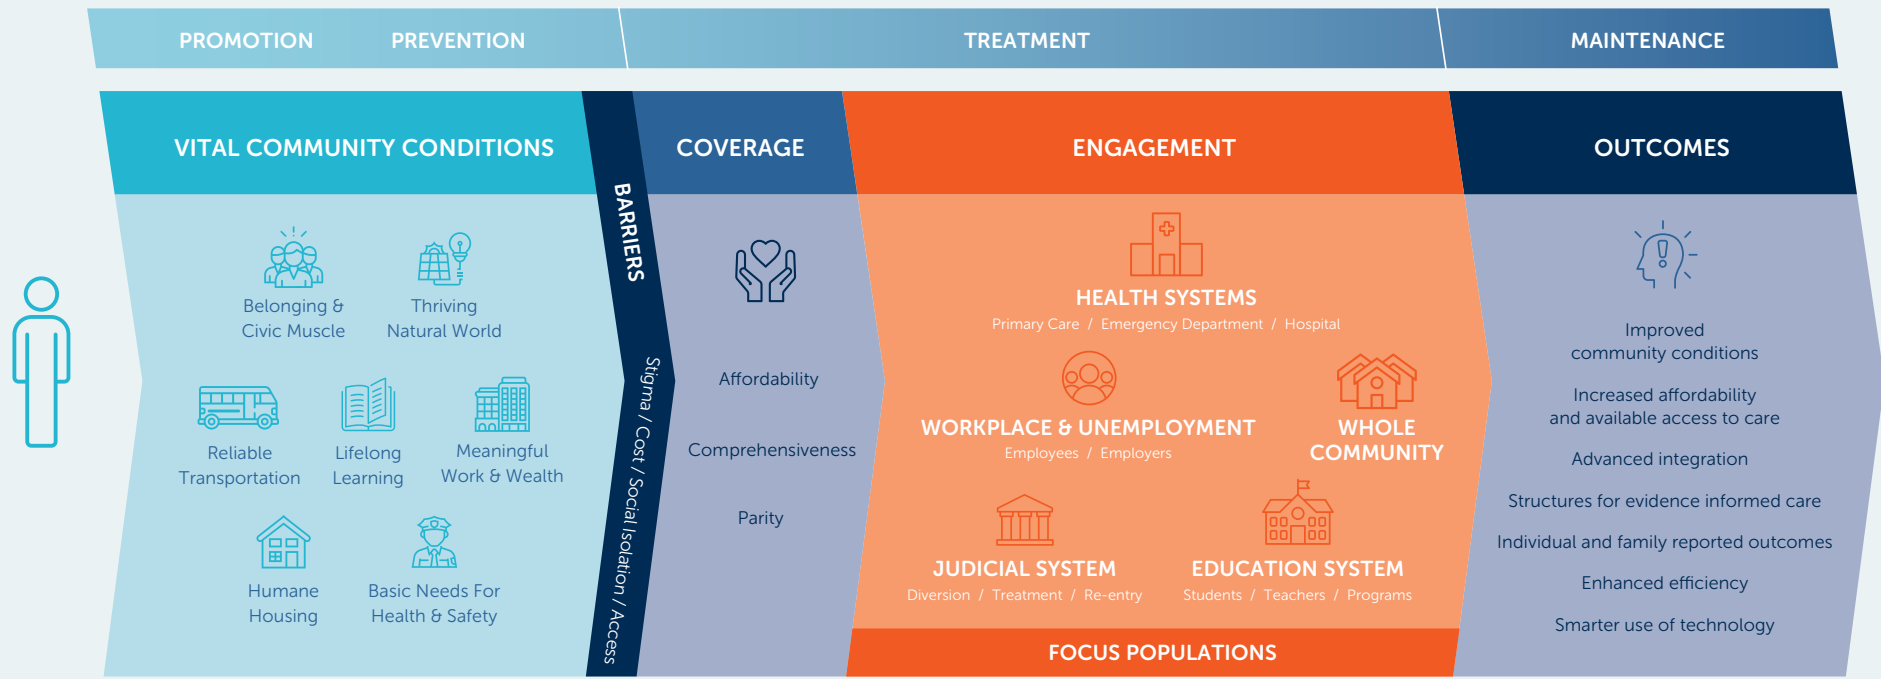 PROMOTION
PREVENTION
TREATMENT
MAINTENANCE
VITAL COMMUNITY CONDITIONS
Belonging &
Civic Muscle
Thriving
Natural World
Reliable
Transportation
Lifelong
Learning
Meaningful
Work & Wealth
Humane
Housing
Basic Needs For
Health & Safety
BARRIERS
Stigma / Cost / Social Isolation / Access
COVERAGE
Affordability
Comprehensiveness
Parity
ENGAGEMENT
HEALTH SYSTEMS
Primary Care / Emergency Department / Hospital
WORKPLACE & UNEMPLOYMENT
Employees / Employers
WHOLE
COMMUNITY
JUDICIAL SYSTEM
Diversion / Treatment / Re-entry
EDUCATION SYSTEM
Students / Teachers / Programs
FOCUS POPULATIONS
OUTCOMES
Improved
community conditions
Increased affordability
and available access to care
Advanced integration
Structures for evidence informed care
Individual and family reported outcomes
Enhanced efficiency
Smarter use of technology